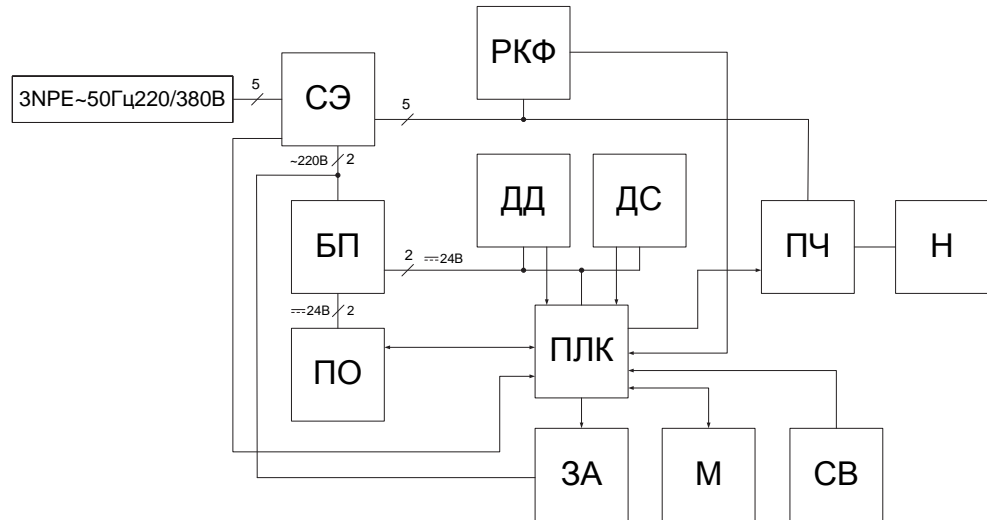 РКФ
3NPE~50Гц220/380В
5
СЭ
5
~220В
2
ДД
ДС
БП
2
24В
ПЧ
Н
24В
2
ПО
ПЛК
ЗА
М
СВ